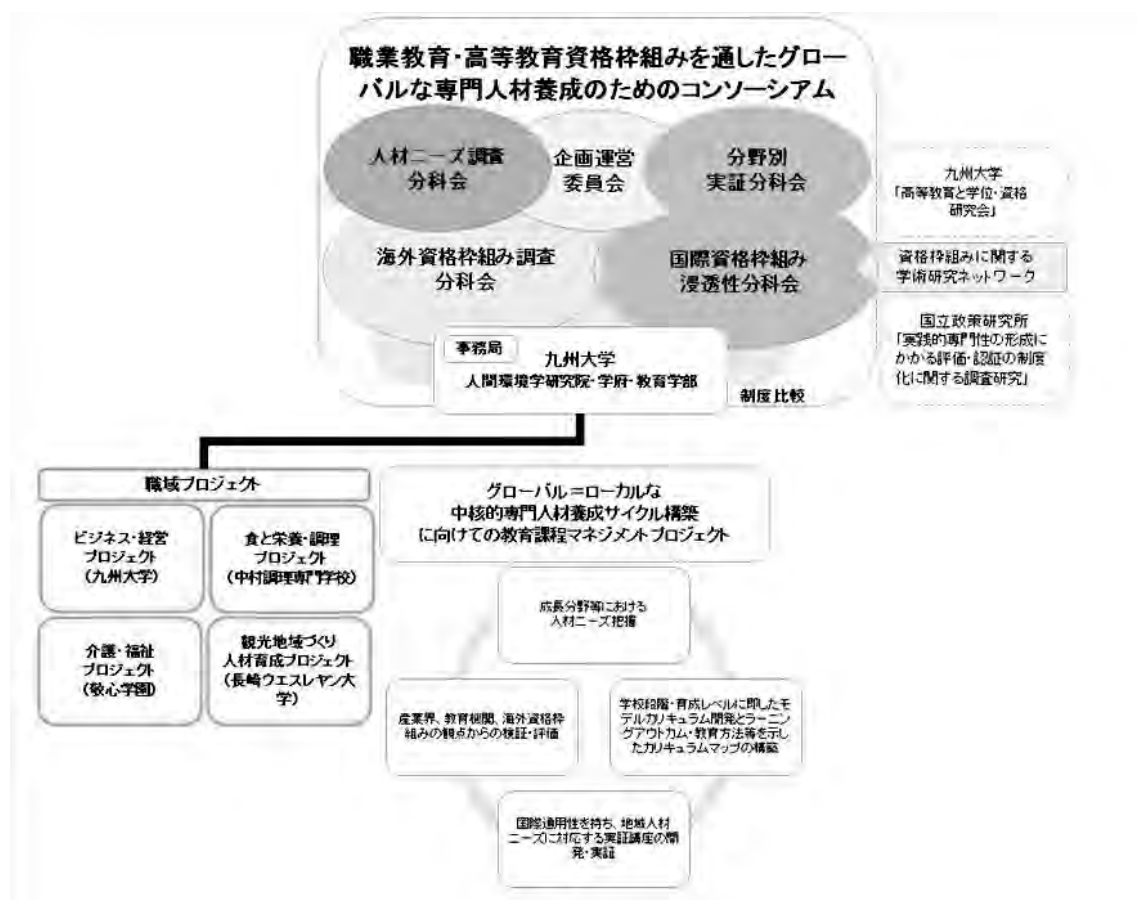 職業教育・高等教育資格枠組みを通したグロー
バルな専門人材養成のためのコンソーシアム
人材ニーズ調査
分科会
企画運営
委員会
分野別
実証分科会
海外資格枠組み調査
分科会
国際資格枠組み
浸透性分科会
事務局
九州大学
人間環境学研究院・学府・教育学部
制度比較
九州大学
「高等教育と学位・資格
研究会」
資格枠組みに関する
学術研究ネットワーク
国立政策研究所
「実践的専門性の形成に
かかる評価・認証の制度
化に関する調査研究」
職域プロジェクト
ビジネス・経営
プロジェクト
(九州大学)
食と栄養・調理
プロジェクト
(中村調理専門学校)
介護・福祉
プロジェクト
(敬心学園)
観光地域づくり
人材育成プロジェクト
(長崎ウエスレヤン大
学)
グローバル＝ローカルな
中核的専門人材養成サイクル構築
に向けての教育課程マネジメントプロジェクト
成長分野等における
人材ニーズ把握
産業界、教育機関、海外資格枠
組みの観点からの検証・評価
学校段階・育成レベルに即したモ
デルカリキュラム開発とラーニン
グアウトカム・教育方法等を示し
たカリキュラムマップの構築
国際適用性を持ち、地域人材
ニーズに対応する実証講座の開
発・実証